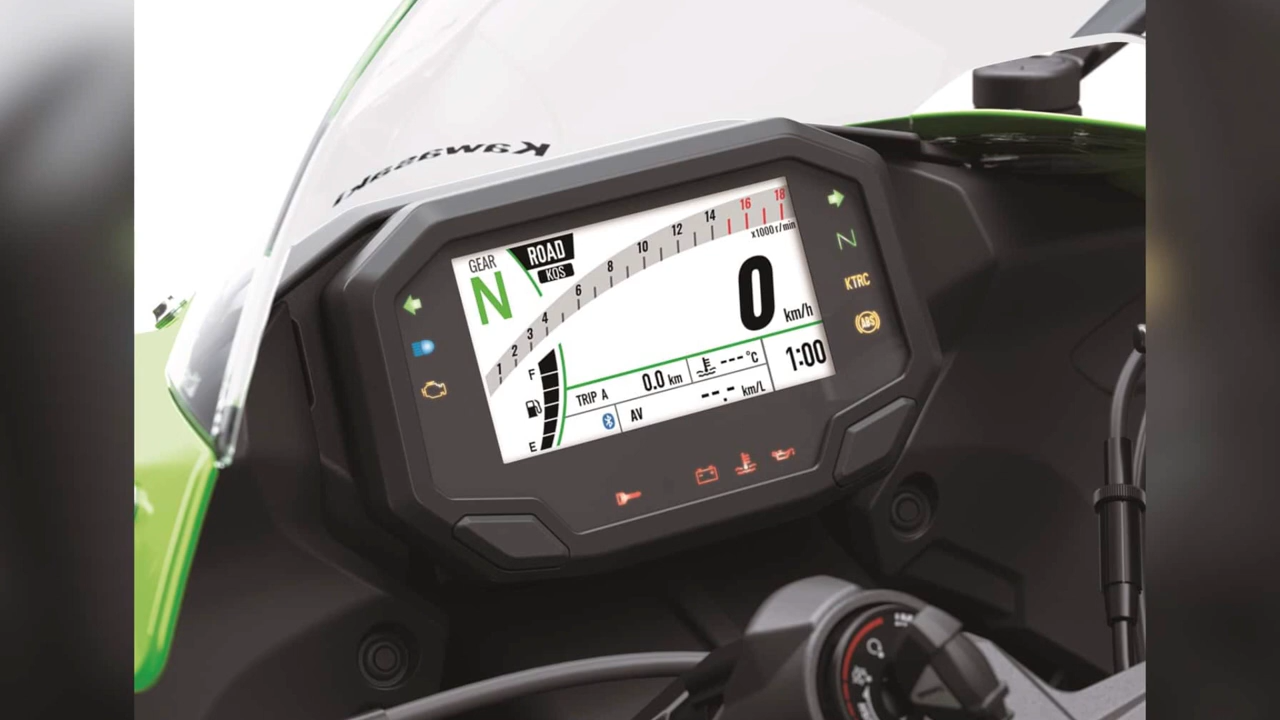 Kawasaki
GEAR
N
ROAD
KQS
1 2 3 4 6 8 10 12 14 16 18
x1000 r/min
0 km/h
F
E
TRIP A 0.0 km
---°C
1:00
AV --.- km/L
N
KTRC
ABS